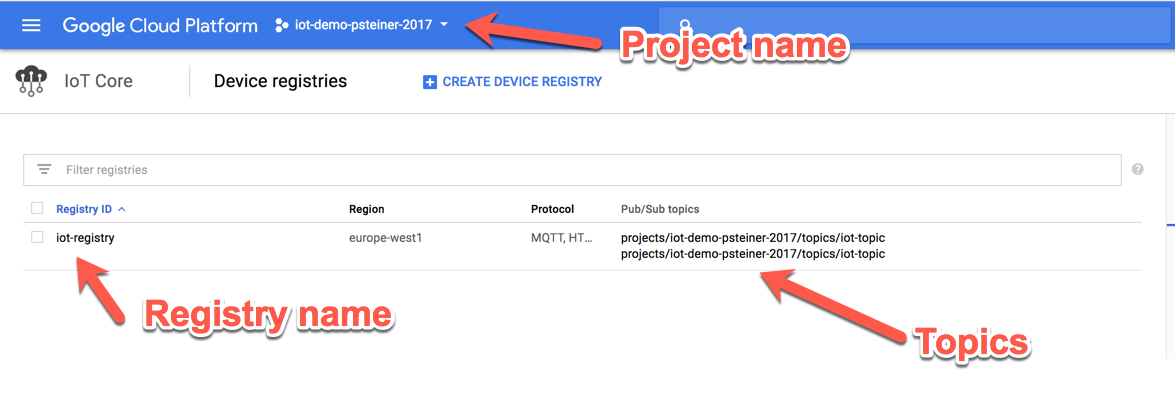 Google Cloud Platform iot-demo-psteiner-2017
Project name
IoT Core Device registries CREATE DEVICE REGISTRY
Filter registries
Registry ID Region Protocol Pub/Sub topics
iot-registry europe-west1 MQTT, HT... projects/iot-demo-psteiner-2017/topics/iot-topic
projects/iot-demo-psteiner-2017/topics/iot-topic
Registry name
Topics